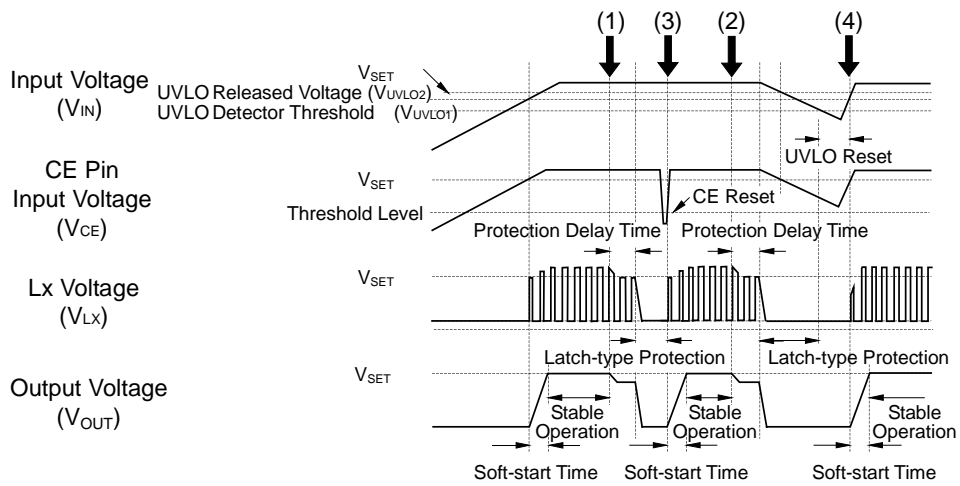 (1) (3) (2) (4)
Input Voltage
(VIN)
VSET
UVLO Released Voltage (VUVLO2)
UVLO Detector Threshold (VUVLO1)
UVLO Reset
CE Pin
Input Voltage
(VCE)
VSET
Threshold Level
CE Reset
Protection Delay Time Protection Delay Time
Lx Voltage
(VLX)
VSET
Latch-type Protection Latch-type Protection
Output Voltage
(VOUT)
VSET
Stable
Operation
Stable
Operation
Stable
Operation
Soft-start Time Soft-start Time Soft-start Time